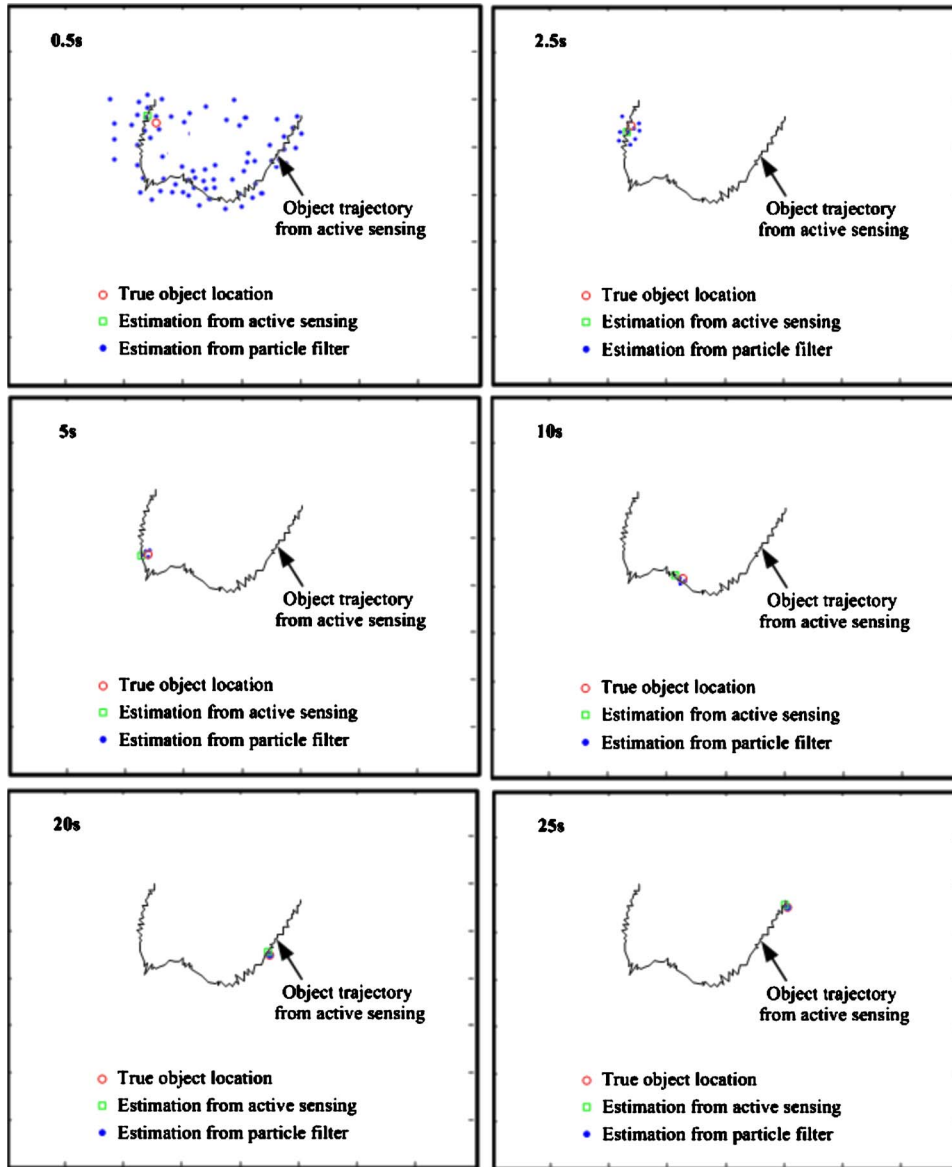 0.5s
Object trajectory
from active sensing
True object location
Estimation from active sensing
Estimation from particle filter
2.5s
Object trajectory
from active sensing
True object location
Estimation from active sensing
Estimation from particle filter
5s
Object trajectory
from active sensing
True object location
Estimation from active sensing
Estimation from particle filter
10s
Object trajectory
from active sensing
True object location
Estimation from active sensing
Estimation from particle filter
20s
Object trajectory
from active sensing
True object location
Estimation from active sensing
Estimation from particle filter
25s
Object trajectory
from active sensing
True object location
Estimation from active sensing
Estimation from particle filter